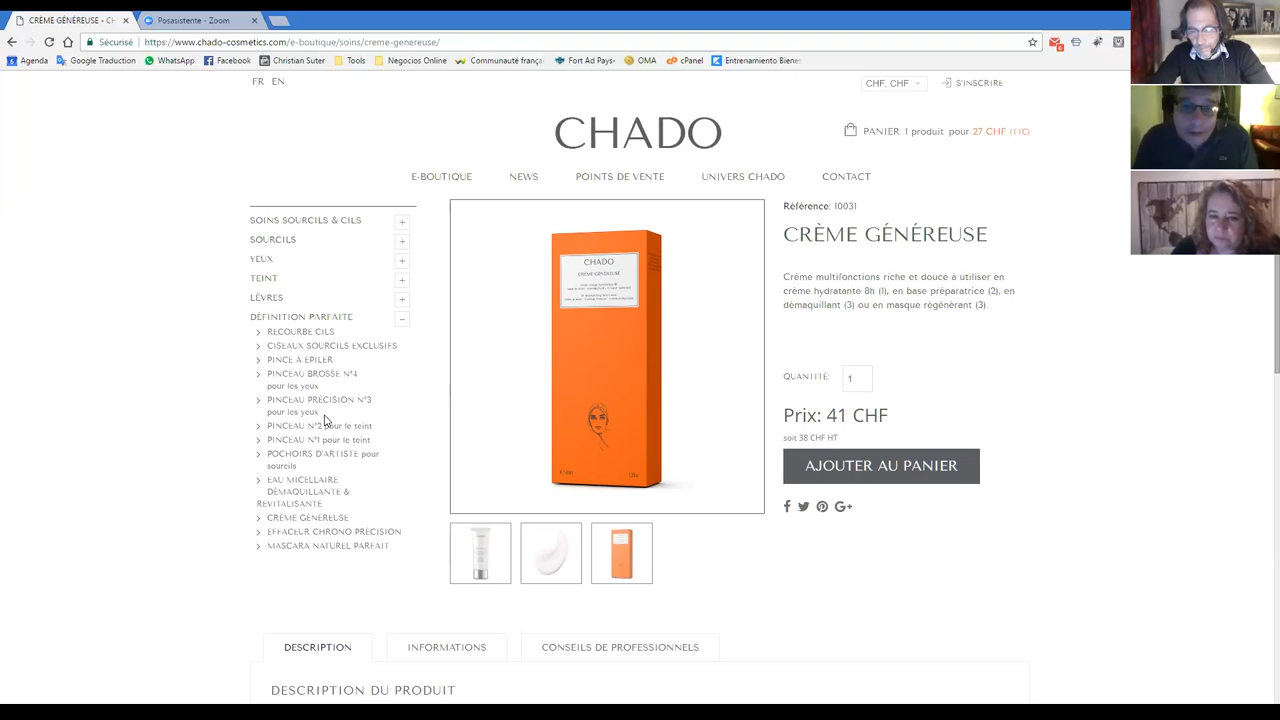 CRÈME GÉNÉREUSE - CH
Posasistente - Zoom
Sécurisé
https://www.chado-cosmetics.com/e-boutique/soins/creme-genereuse/
Agenda
Google Traduction
WhatsApp
Facebook
Christian Suter
Tools
Negocios Online
Communauté françai
Fort Ad Pays-
OMA
cPanel
Entrenamiento Bienes
FR EN
CHF, CHF
S'INSCRIRE
CHADO
PANIER 1 produit pour 27 CHF (TTC)
E-BOUTIQUE
NEWS
POINTS DE VENTE
UNIVERS CHADO
CONTACT
SOINS SOURCILS & CILS +
SOURCILS +
YEUX +
TEINT +
LÈVRES +
DÉFINITION PARFAITE –
RECOURBE CILS
CISEAUX SOURCILS EXCLUSIFS
PINCE À ÉPILER
PINCEAU BROSSE N°4
pour les yeux
PINCEAU PRÉCISION N°3
pour les yeux
PINCEAU N°2 pour le teint
PINCEAU N°1 pour le teint
POCHOIRS D'ARTISTE pour
sourcils
EAU MICELLAIRE
DÉMAQUILLANTE &
REVITALISANTE
CRÈME GÉNÉREUSE
EFFACEUR CHRONO PRÉCISION
MASCARA NATUREL PARFAIT
CHADO
CRÈME GÉNÉREUSE
Référence: 10031
CRÈME GÉNÉREUSE
Crème multifonctions riche et douce à utiliser en
crème hydratante 8h (1), en base préparatrice (2), en
démaquillant (3) ou en masque régénérant (3).
QUANTITÉ: 1
Prix: 41 CHF
soit 38 CHF HT
AJOUTER AU PANIER
DESCRIPTION
INFORMATIONS
CONSEILS DE PROFESSIONNELS
DESCRIPTION DU PRODUIT